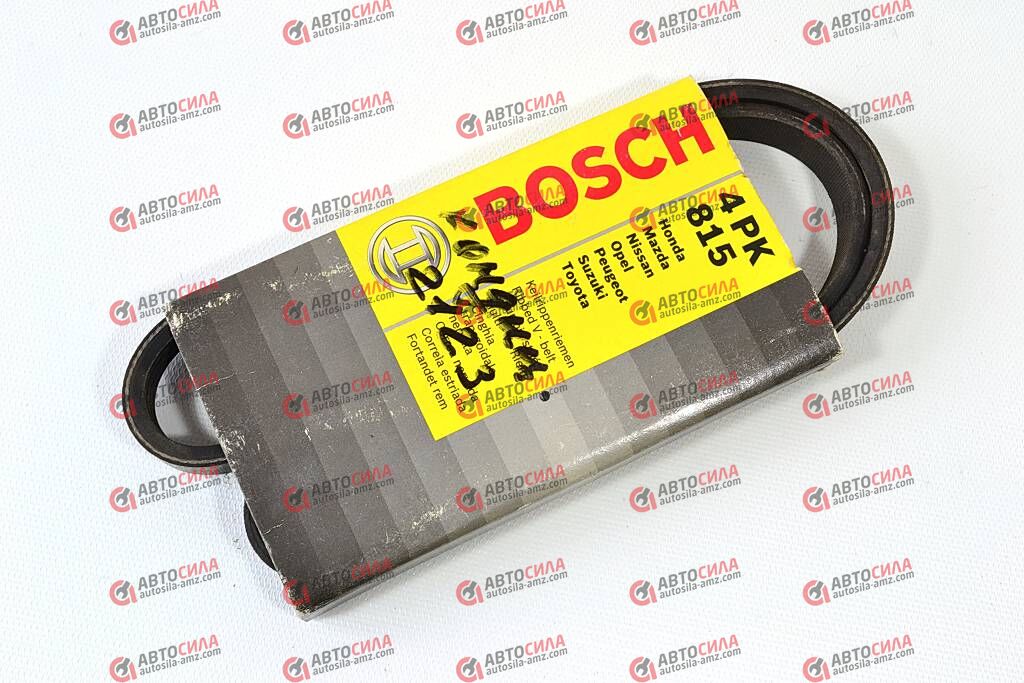 BOSCH
4 PK
815
Honda
Mazda
Nissan
Opel
Peugeot
Suzuki
Toyota
Keilrippenriemen
Ribbed V - belt
Correia estriada
Fortandet rem
2123
АВТОСИЛА
autosila-amz.com